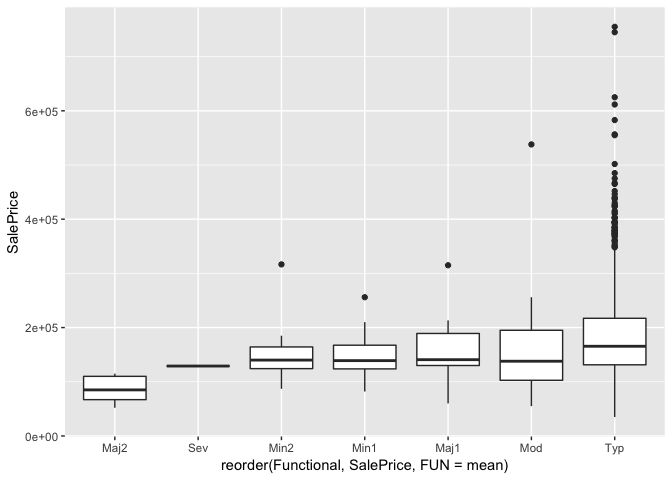 SalePrice
6e+05
4e+05
2e+05
0e+00
Maj2 Sev Min2 Min1 Maj1 Mod Typ
reorder(Functional, SalePrice, FUN = mean)